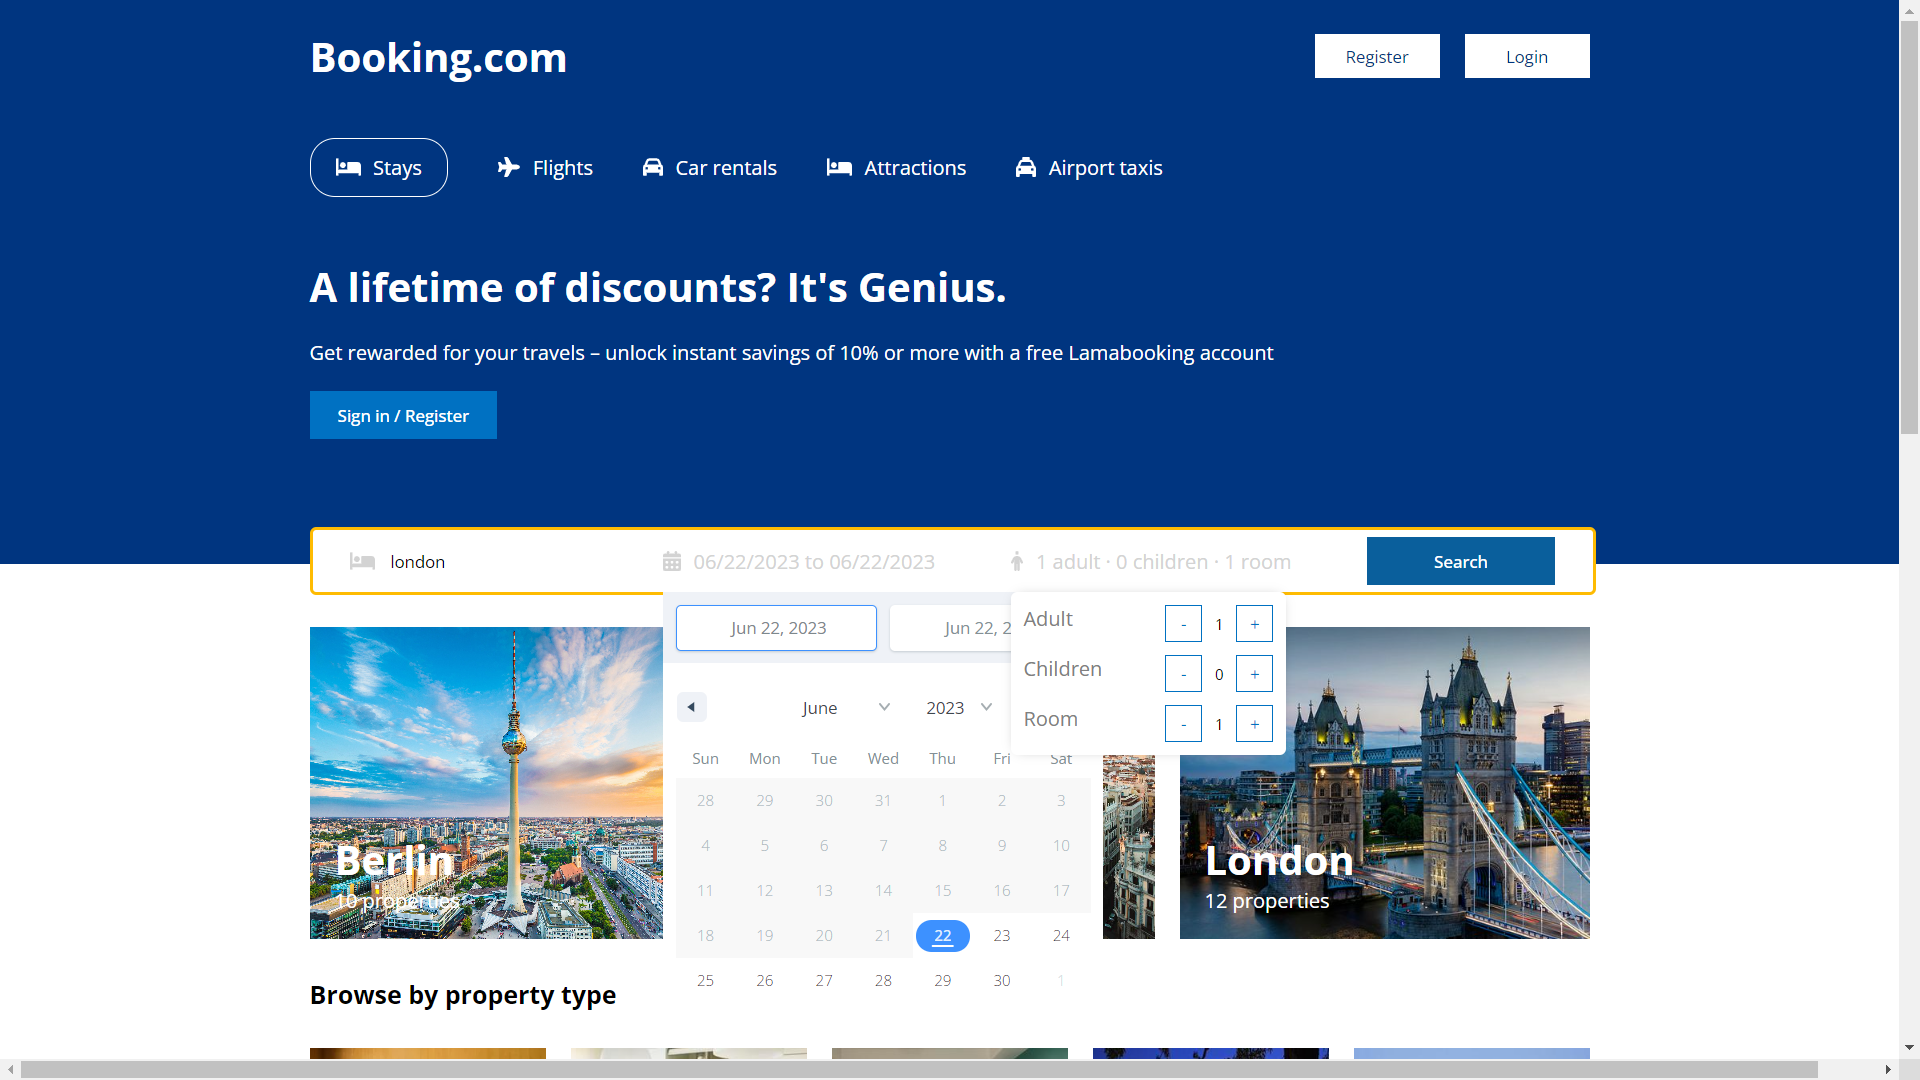 Booking.com
Register
Login
Stays
Flights
Car rentals
Attractions
Airport taxis
A lifetime of discounts? It's Genius.
Get rewarded for your travels – unlock instant savings of 10% or more with a free Lamabooking account
Sign in / Register
london
06/22/2023 to 06/22/2023
1 adult · 0 children · 1 room
Search
Jun 22, 2023
Jun 22, 2
Adult
- 1 +
Children
- 0 +
Room
- 1 +
June
2023
Sun Mon Tue Wed Thu Fri Sat
28 29 30 31 1 2 3
4 5 6 7 8 9 10
11 12 13 14 15 16 17
18 19 20 21 22 23 24
25 26 27 28 29 30 1
Berlin
10 properties
London
12 properties
Browse by property type